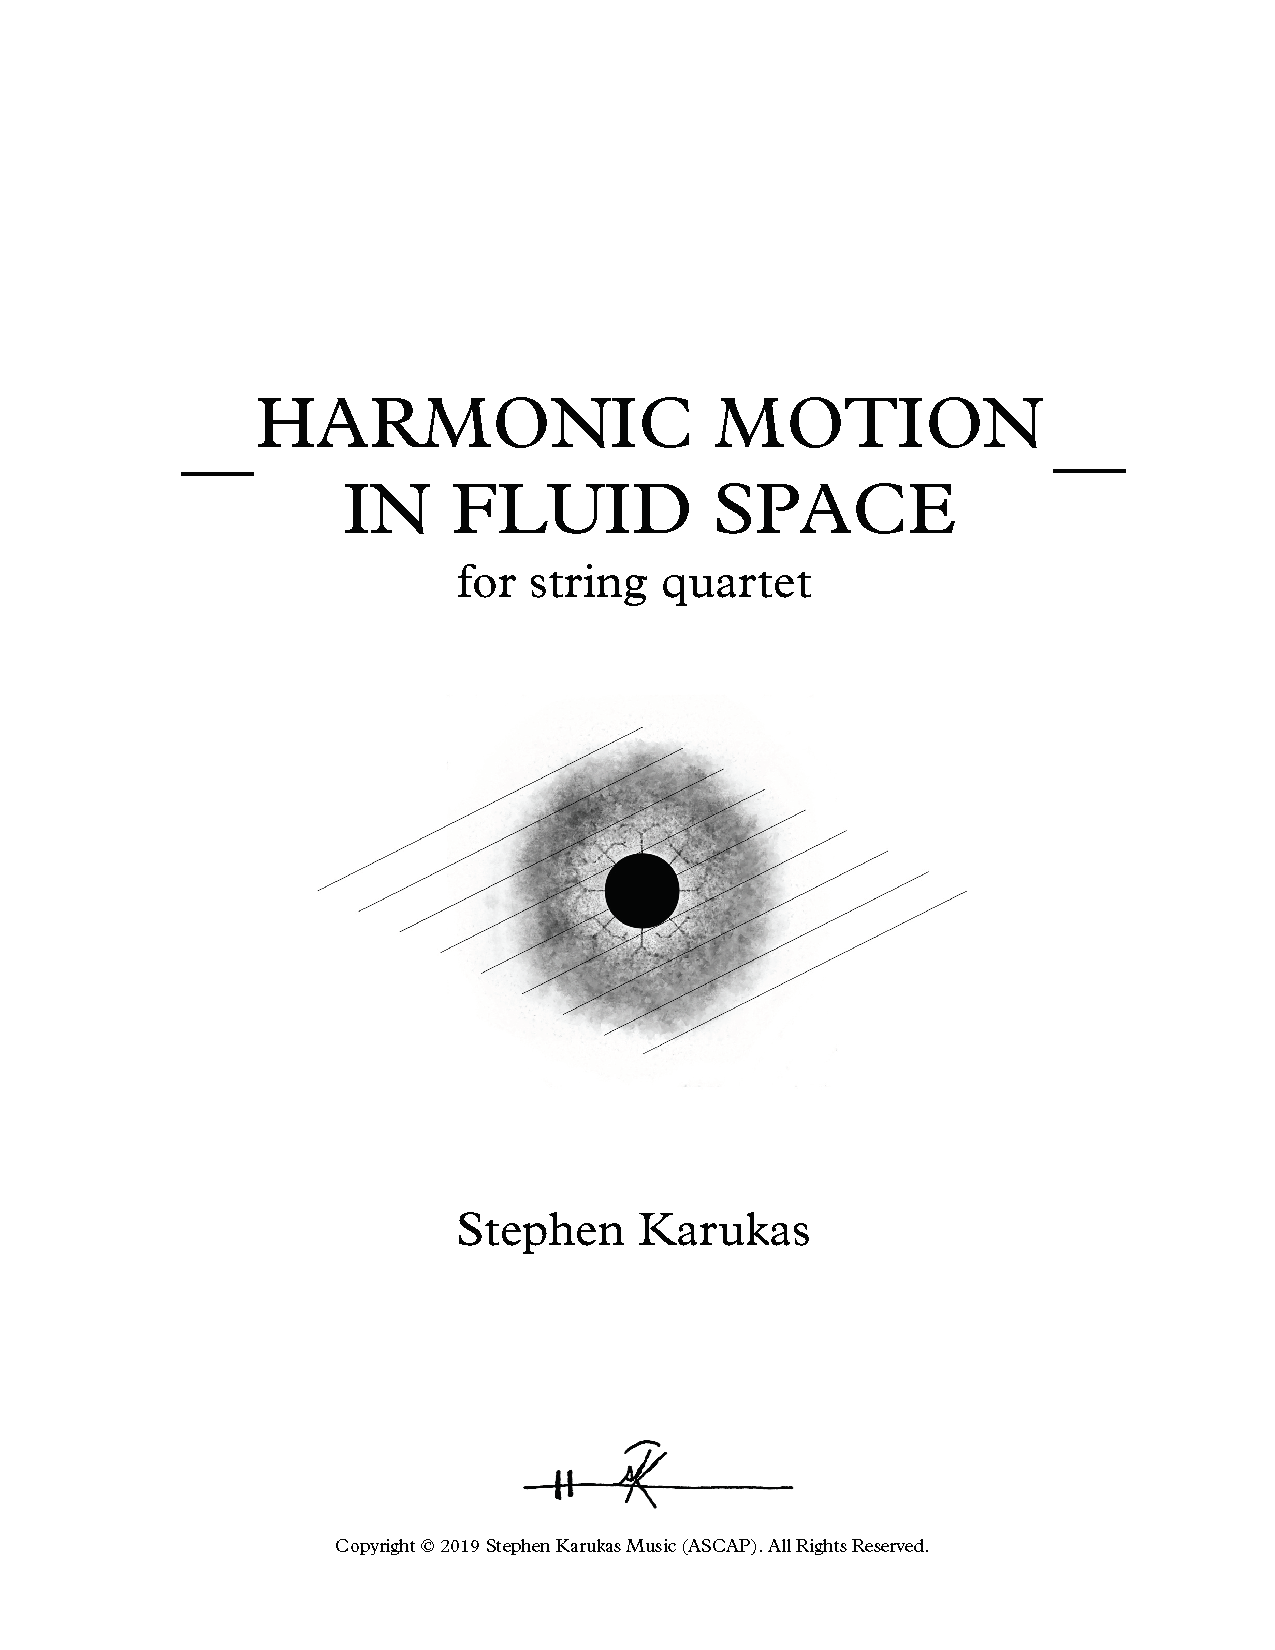 HARMONIC MOTION
IN FLUID SPACE
for string quartet
Stephen Karukas
Copyright © 2019 Stephen Karukas Music (ASCAP). All Rights Reserved.